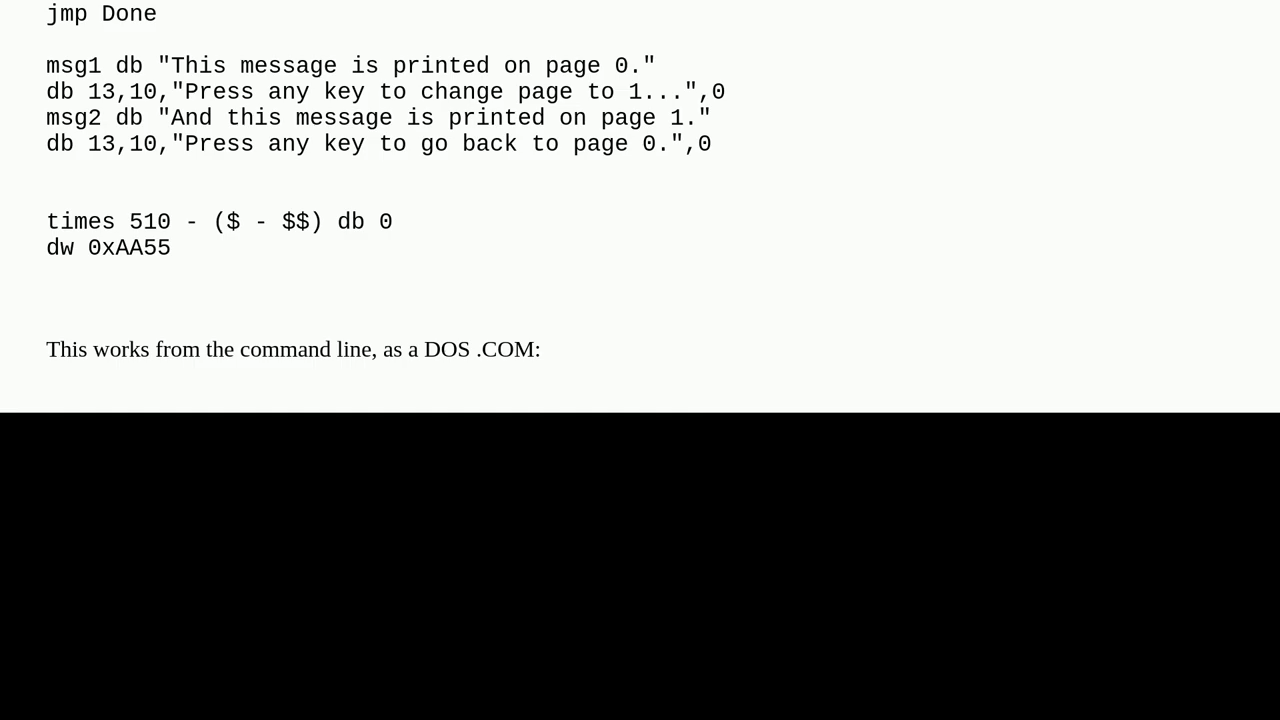 jmp Done
msg1 db "This message is printed on page 0."
db 13,10,"Press any key to change page to 1...",0
msg2 db "And this message is printed on page 1."
db 13,10,"Press any key to go back to page 0.",0
times 510 - ($ - $$) db 0
dw 0xAA55
This works from the command line, as a DOS .COM: